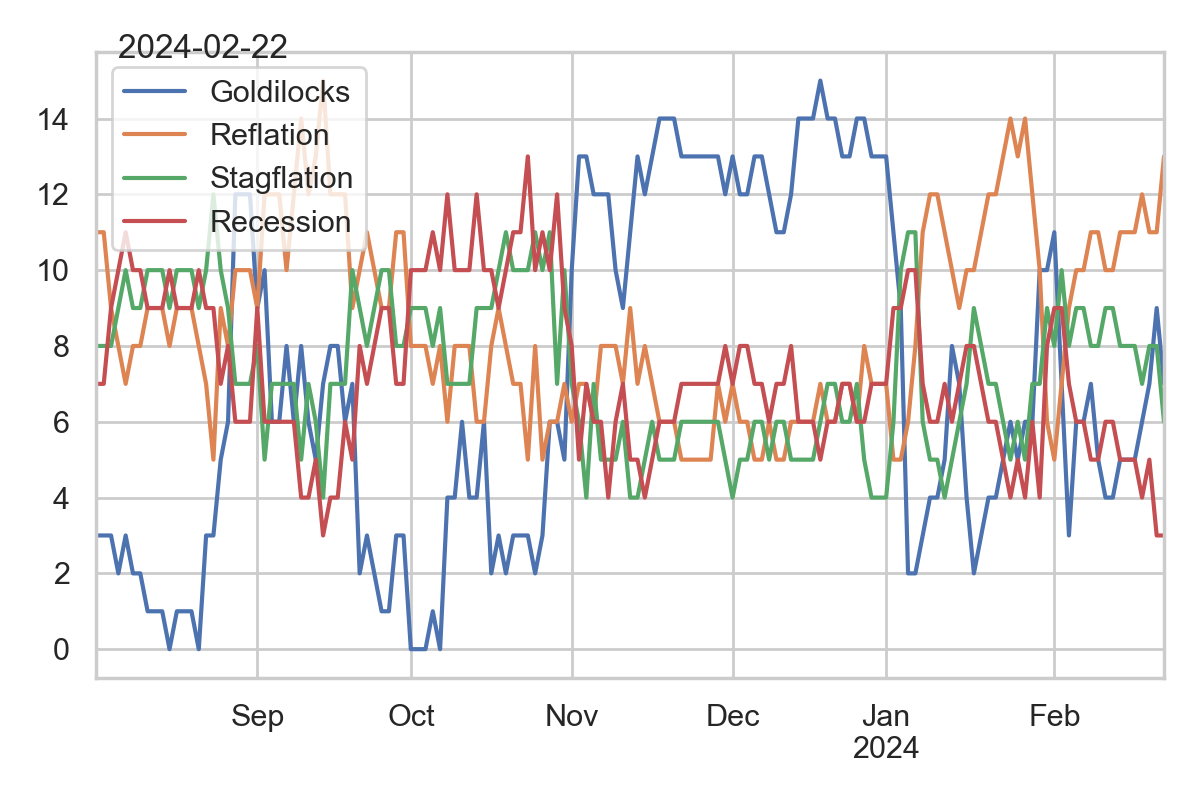 2024-02-22
Goldilocks
Reflation
Stagflation
Recession
14
12
10
8
6
4
2
0
Sep Oct Nov Dec Jan Feb
2024